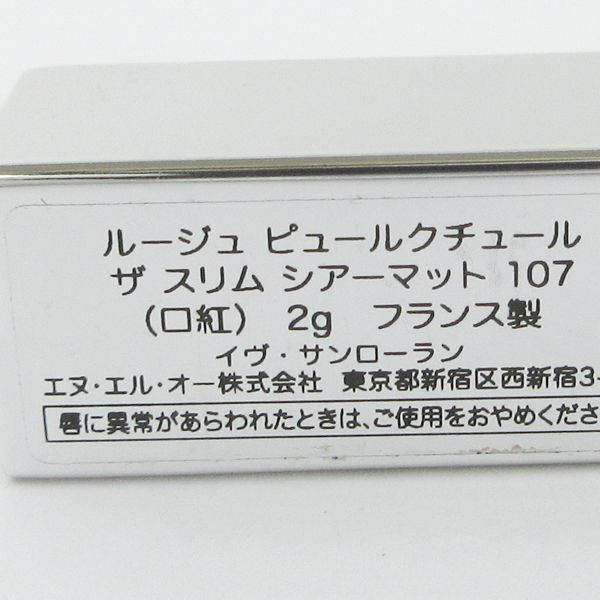 ルージュ ピュールクチュール
ザ スリム シアーマット 107
（口紅） 2g フランス製
イヴ・サンローラン
エヌ・エル・オー株式会社 東京都新宿区西新宿3-
唇に異常があらわれたときは、ご使用をおやめくださ